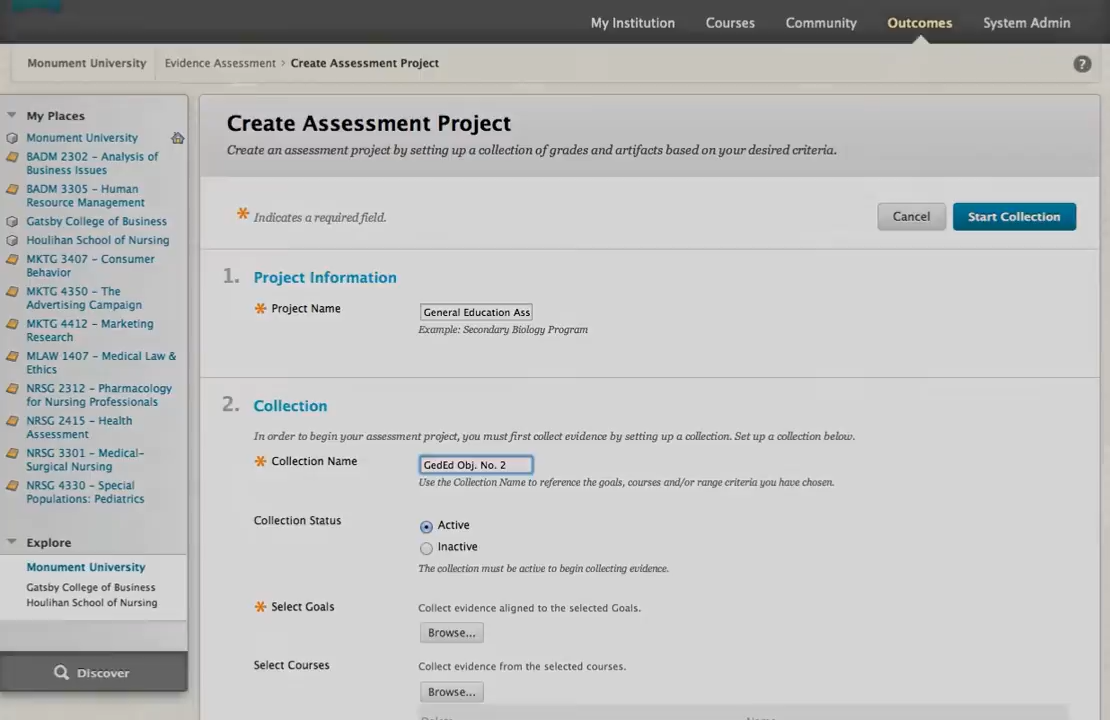 My Institution
Courses
Community
Outcomes
System Admin
Monument University
Evidence Assessment › Create Assessment Project
?
My Places
Monument University
BADM 2302 – Analysis of
Business Issues
BADM 3305 – Human
Resource Management
Gatsby College of Business
Houlihan School of Nursing
MKTG 3407 – Consumer
Behavior
MKTG 4350 – The
Advertising Campaign
MKTG 4412 – Marketing
Research
MLAW 1407 – Medical Law &
Ethics
NRSG 2312 – Pharmacology
for Nursing Professionals
NRSG 2415 – Health
Assessment
NRSG 3301 – Medical-
Surgical Nursing
NRSG 4330 – Special
Populations: Pediatrics
Explore
Monument University
Gatsby College of Business
Houlihan School of Nursing
Discover
Create Assessment Project
Create an assessment project by setting up a collection of grades and artifacts based on your desired criteria.
* Indicates a required field.
Cancel
Start Collection
1. Project Information
* Project Name
General Education Ass
Example: Secondary Biology Program
2. Collection
In order to begin your assessment project, you must first collect evidence by setting up a collection. Set up a collection below.
* Collection Name
GedEd Obj. No. 2
Use the Collection Name to reference the goals, courses and/or range criteria you have chosen.
Collection Status
Active
Inactive
The collection must be active to begin collecting evidence.
* Select Goals
Collect evidence aligned to the selected Goals.
Browse...
Select Courses
Collect evidence from the selected courses.
Browse...